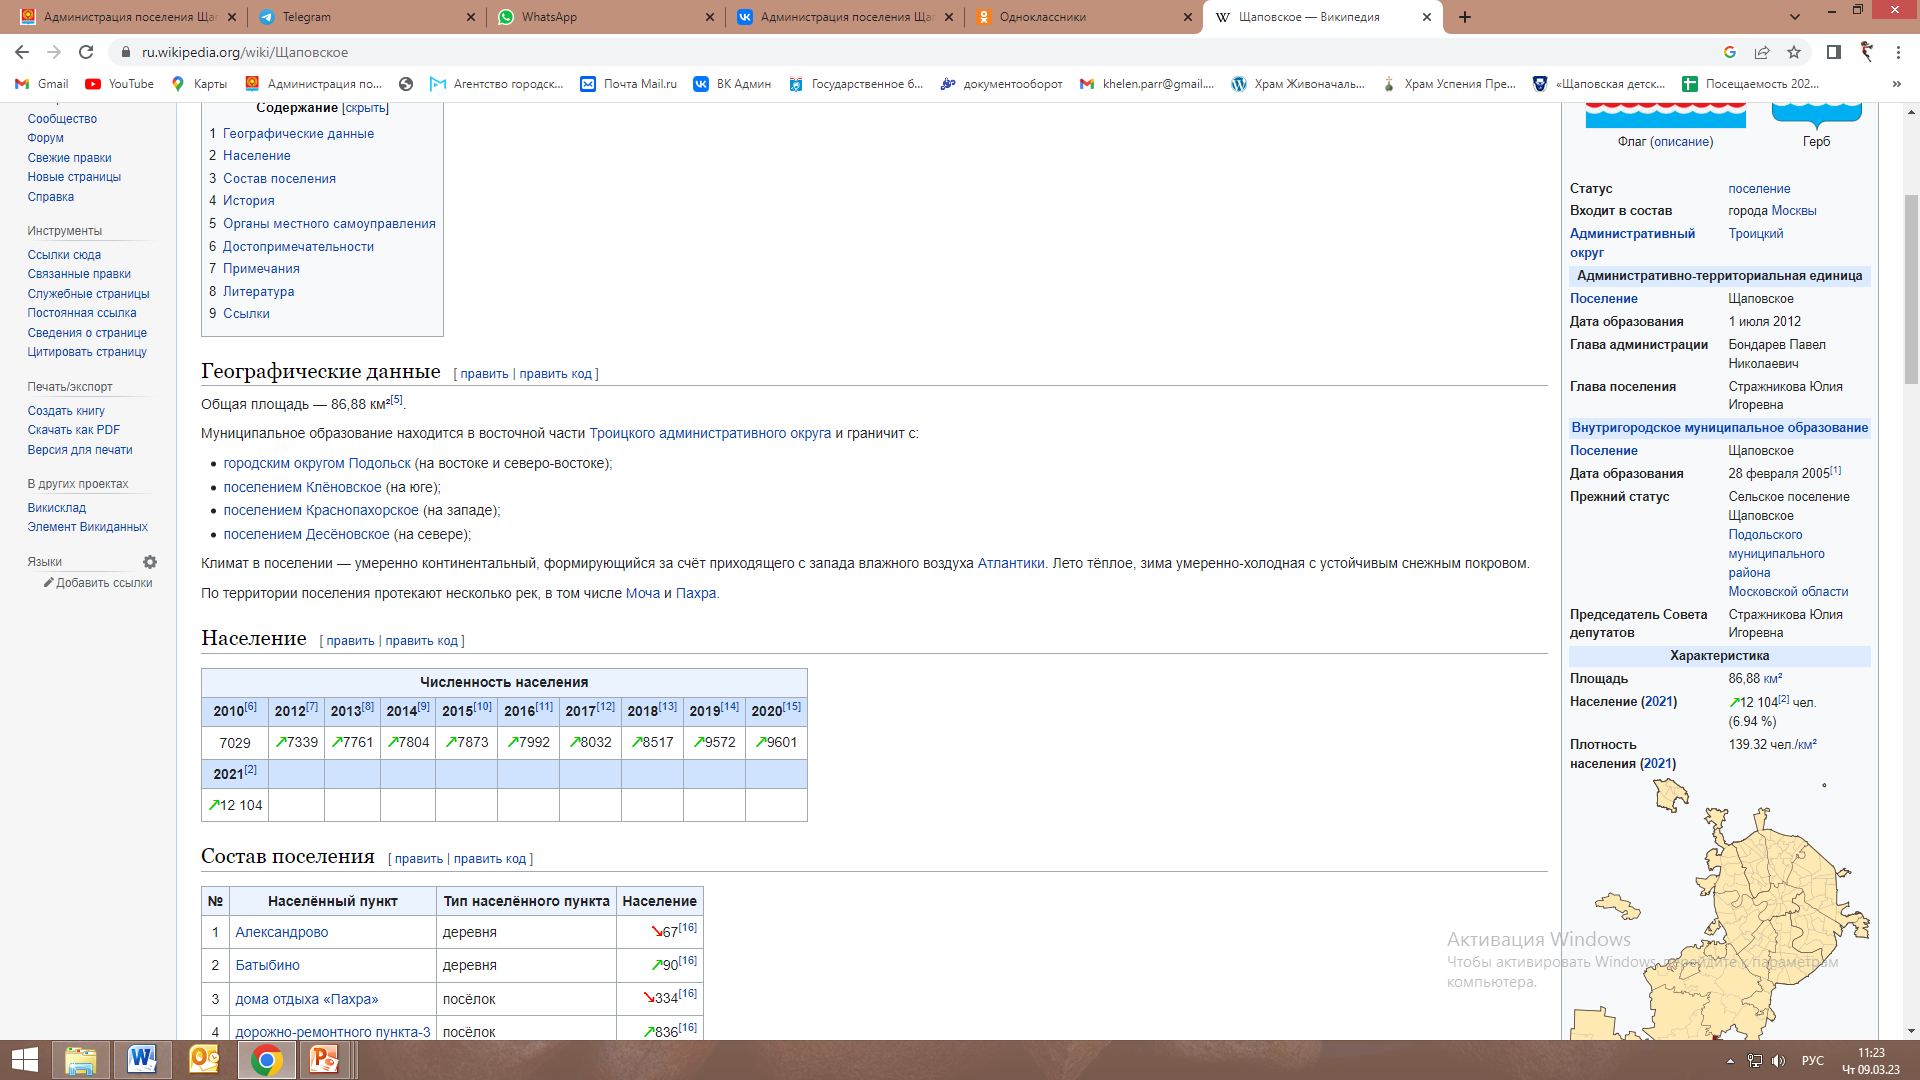 Администрация поселения Ща
Telegram
WhatsApp
Администрация поселения Ща
Одноклассники
Щаповское — Википедия
ru.wikipedia.org/wiki/Щаповское
Gmail
YouTube
Карты
Администрация по...
Агентство городск...
Почта Mail.ru
ВК Админ
Государственное б...
документооборот
khelen.parr@gmail....
Храм Живоначаль...
Храм Успения Пре...
«Щаповская детск...
Посещаемость 202...
»
Сообщество
Форум
Свежие правки
Новые страницы
Справка
Инструменты
Ссылки сюда
Связанные правки
Служебные страницы
Постоянная ссылка
Сведения о странице
Цитировать страницу
Печать/экспорт
Создать книгу
Скачать как PDF
Версия для печати
В других проектах
Викисклад
Элемент Викиданных
Языки
Добавить ссылки
Содержание [скрыть]
1 Географические данные
2 Население
3 Состав поселения
4 История
5 Органы местного самоуправления
6 Достопримечательности
7 Примечания
8 Литература
9 Ссылки
Географические данные [ править | править код ]
Общая площадь — 86,88 км²[5].
Муниципальное образование находится в восточной части Троицкого административного округа и граничит с:
• городским округом Подольск (на востоке и северо-востоке);
• поселением Клёновское (на юге);
• поселением Краснопахорское (на западе);
• поселением Десёновское (на севере);
Климат в поселении — умеренно континентальный, формирующийся за счёт приходящего с запада влажного воздуха Атлантики. Лето тёплое, зима умеренно-холодная с устойчивым снежным покровом.
По территории поселения протекают несколько рек, в том числе Моча и Пахра.
Население [ править | править код ]
Численность населения
2010[6] 2012[7] 2013[8] 2014[9] 2015[10] 2016[11] 2017[12] 2018[13] 2019[14] 2020[15]
7029 ↗7339 ↗7761 ↗7804 ↗7873 ↗7992 ↗8032 ↗8517 ↗9572 ↗9601
2021[2]
↗12 104
Состав поселения [ править | править код ]
№ Населённый пункт Тип населённого пункта Население
1 Александрово деревня ↘67[16]
2 Батыбино деревня ↗90[16]
3 дома отдыха «Пахра» посёлок ↘334[16]
4 дорожно-ремонтного пункта-3 посёлок ↗836[16]
Флаг (описание) Герб
Статус поселение
Входит в состав города Москвы
Административный Троицкий
округ
Административно-территориальная единица
Поселение Щаповское
Дата образования 1 июля 2012
Глава администрации Бондарев Павел
Николаевич
Глава поселения Стражникова Юлия
Игоревна
Внутригородское муниципальное образование
Поселение Щаповское
Дата образования 28 февраля 2005[1]
Прежний статус Сельское поселение
Щаповское
Подольского
муниципального
района
Московской области
Председатель Совета Стражникова Юлия
депутатов Игоревна
Характеристика
Площадь 86,88 км²
Население (2021) ↗12 104[2] чел.
(6.94 %)
Плотность 139.32 чел./км²
населения (2021)
Активация Windows
Чтобы активировать Windows, перейдите к параметрам
компьютера.
РУС
11:23
Чт 09.03.23